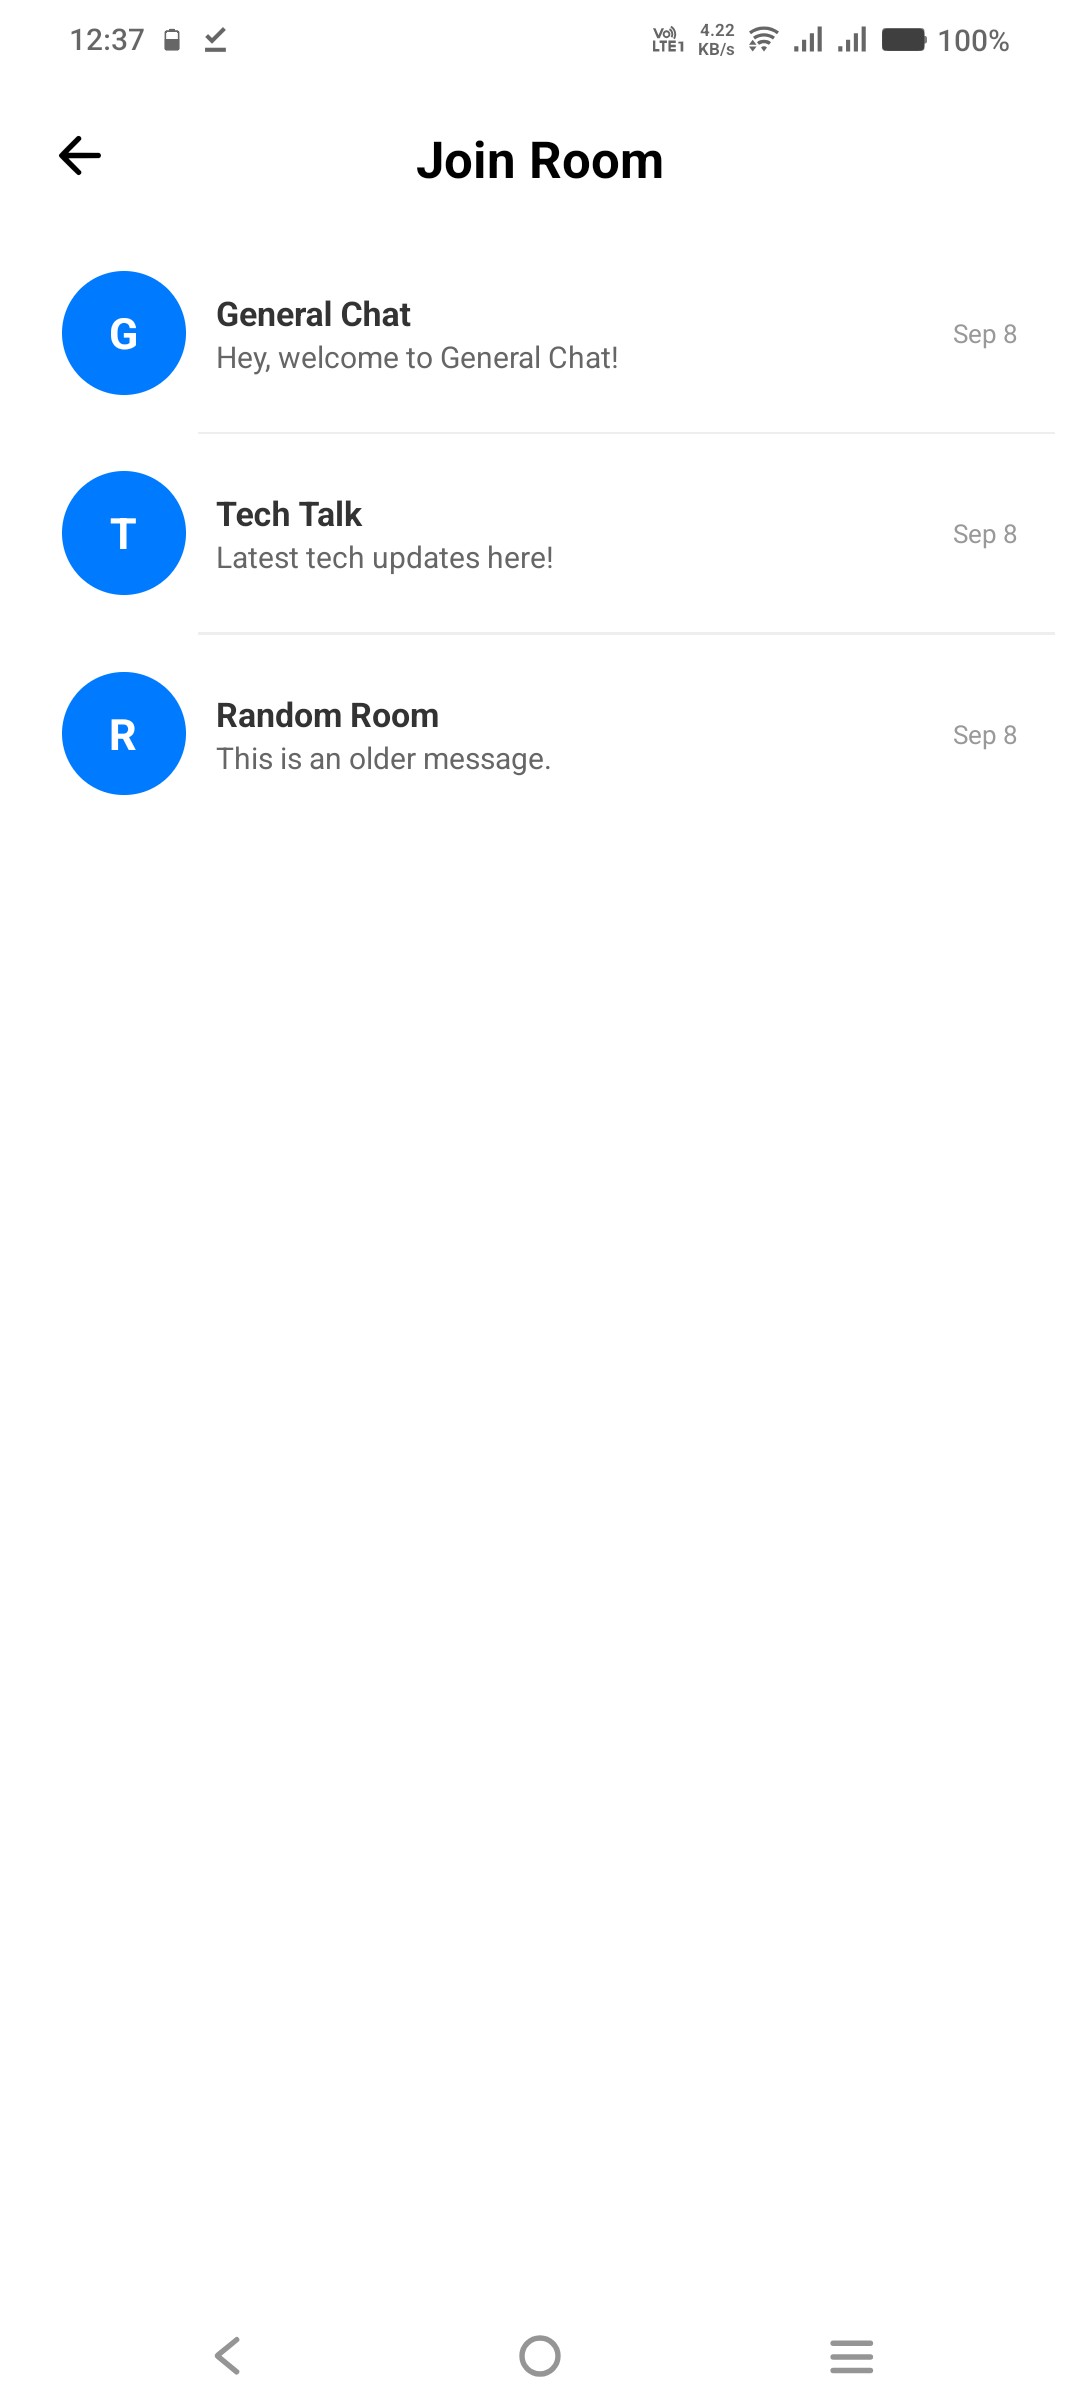 12:37 Vo)) LTE1 4.22 KB/s 100%
Join Room
G
General Chat
Hey, welcome to General Chat!
Sep 8
T
Tech Talk
Latest tech updates here!
Sep 8
R
Random Room
This is an older message.
Sep 8